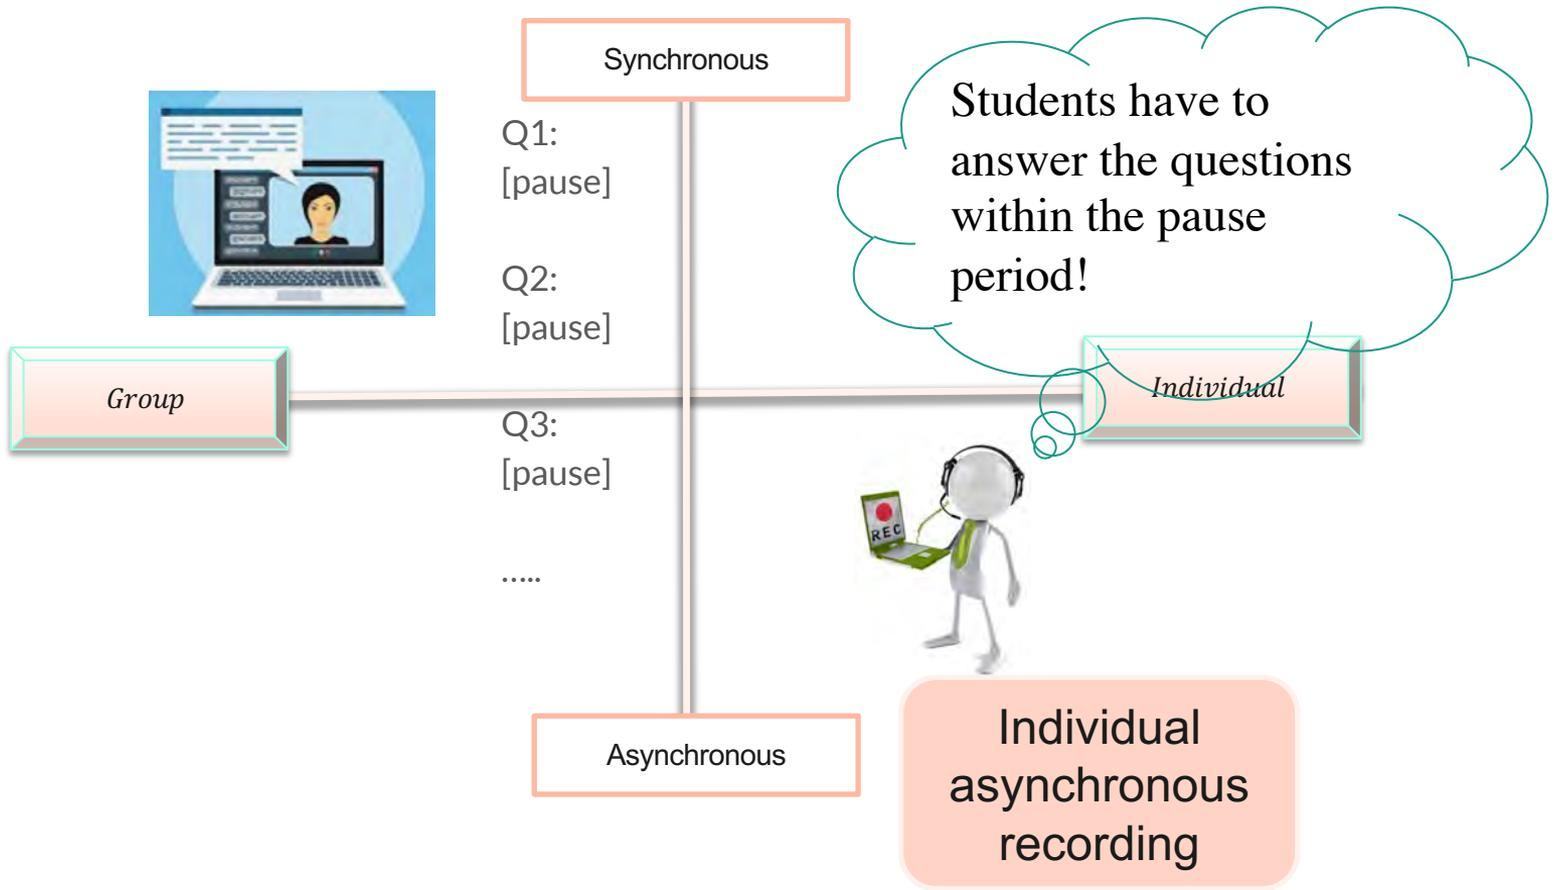 Synchronous
Q1:
[pause]
Q2:
[pause]
Q3:
[pause]
.....
Students have to
answer the questions
within the pause
period!
Group
Individual
REC
Asynchronous
Individual
asynchronous
recording